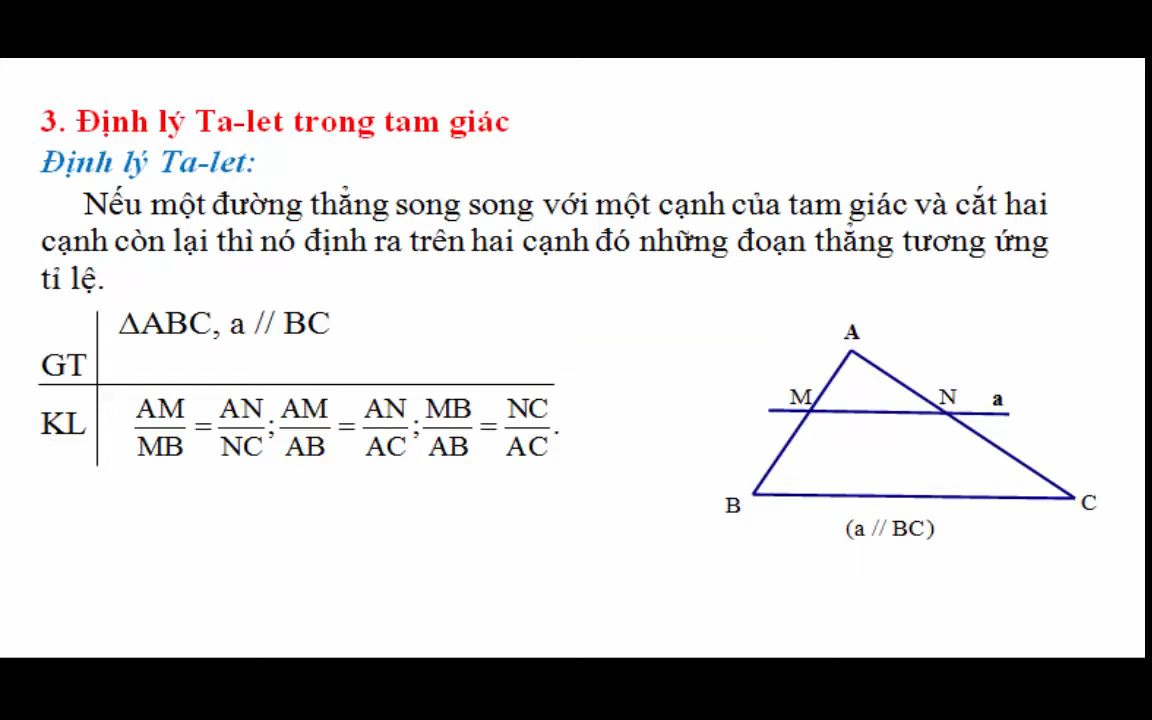 3. Định lý Ta-let trong tam giác
Định lý Ta-let:
Nếu một đường thẳng song song với một cạnh của tam giác và cắt hai
cạnh còn lại thì nó định ra trên hai cạnh đó những đoạn thẳng tương ứng
tỉ lệ.
ΔABC, a // BC
GT
KL
AM/MB = AN/NC; AM/AB = AN/AC; MB/AB = NC/AC.
A
M N a
B C
(a // BC)